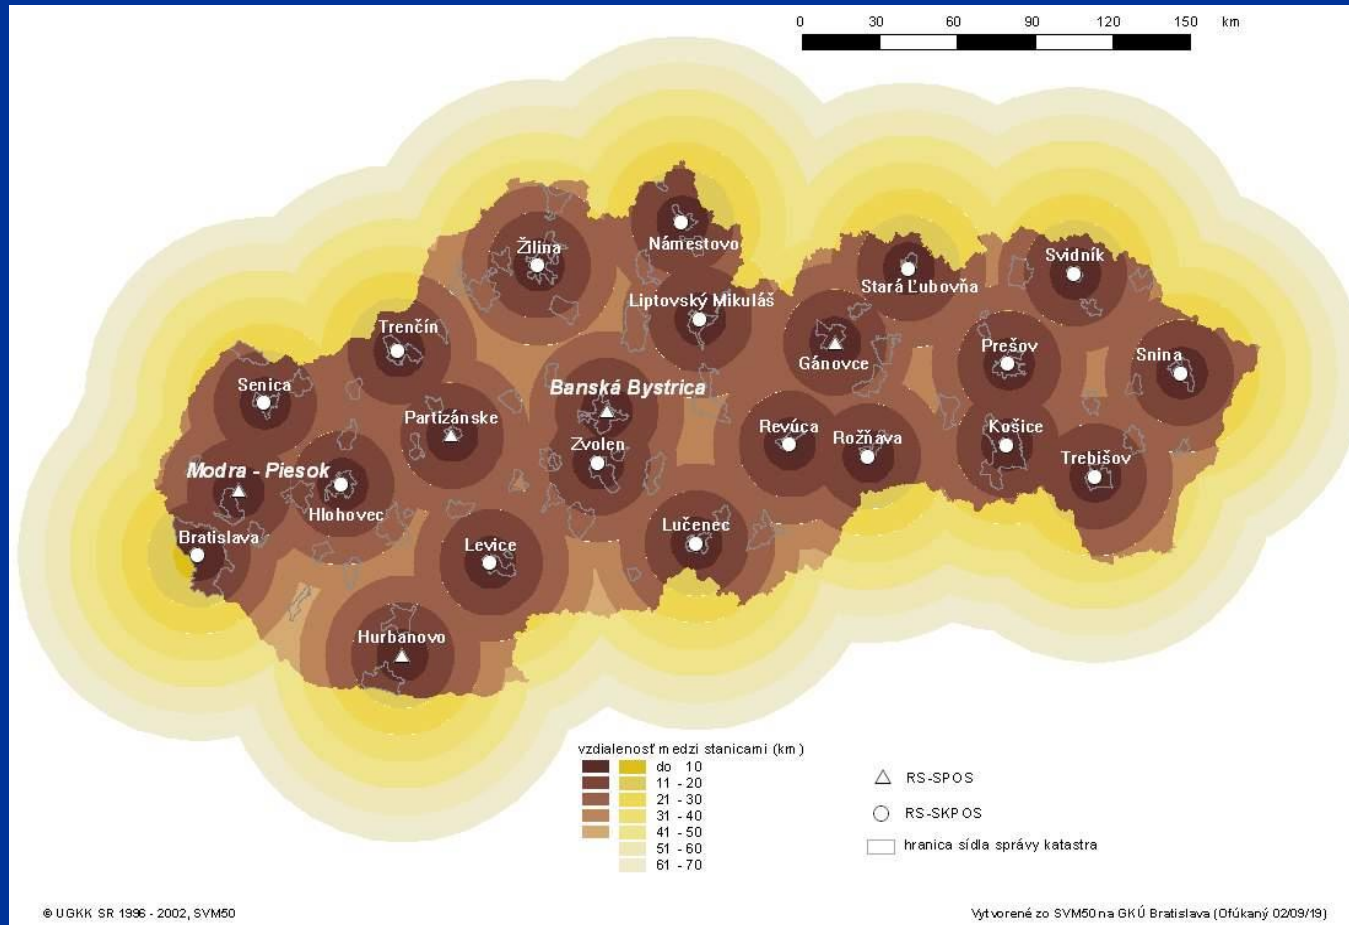 0 30 60 90 120 150 km
Námestovo
Žilina
Svidník
Stará Ľubovňa
Liptovský Mikuláš
Trenčín
Prešov
Snina
Gánovce
Senica
Banská Bystrica
Partizánske
Revúca
Rožňava
Košice
Zvolen
Trebišov
Modra - Piesok
Hlohovec
Lučenec
Bratislava
Levice
Hurbanovo
vzdialenosť medzi stanicami (km)
do 10
11 - 20
21 - 30
31 - 40
41 - 50
51 - 60
61 - 70
RS-SPOS
RS-SKPOS
hranica sídla správy katastra
© UGKK SR 1996 - 2002, SVM50
Vytvorené zo SVM50 na GKÚ Bratislava (Ofúkaný 02/09/19)